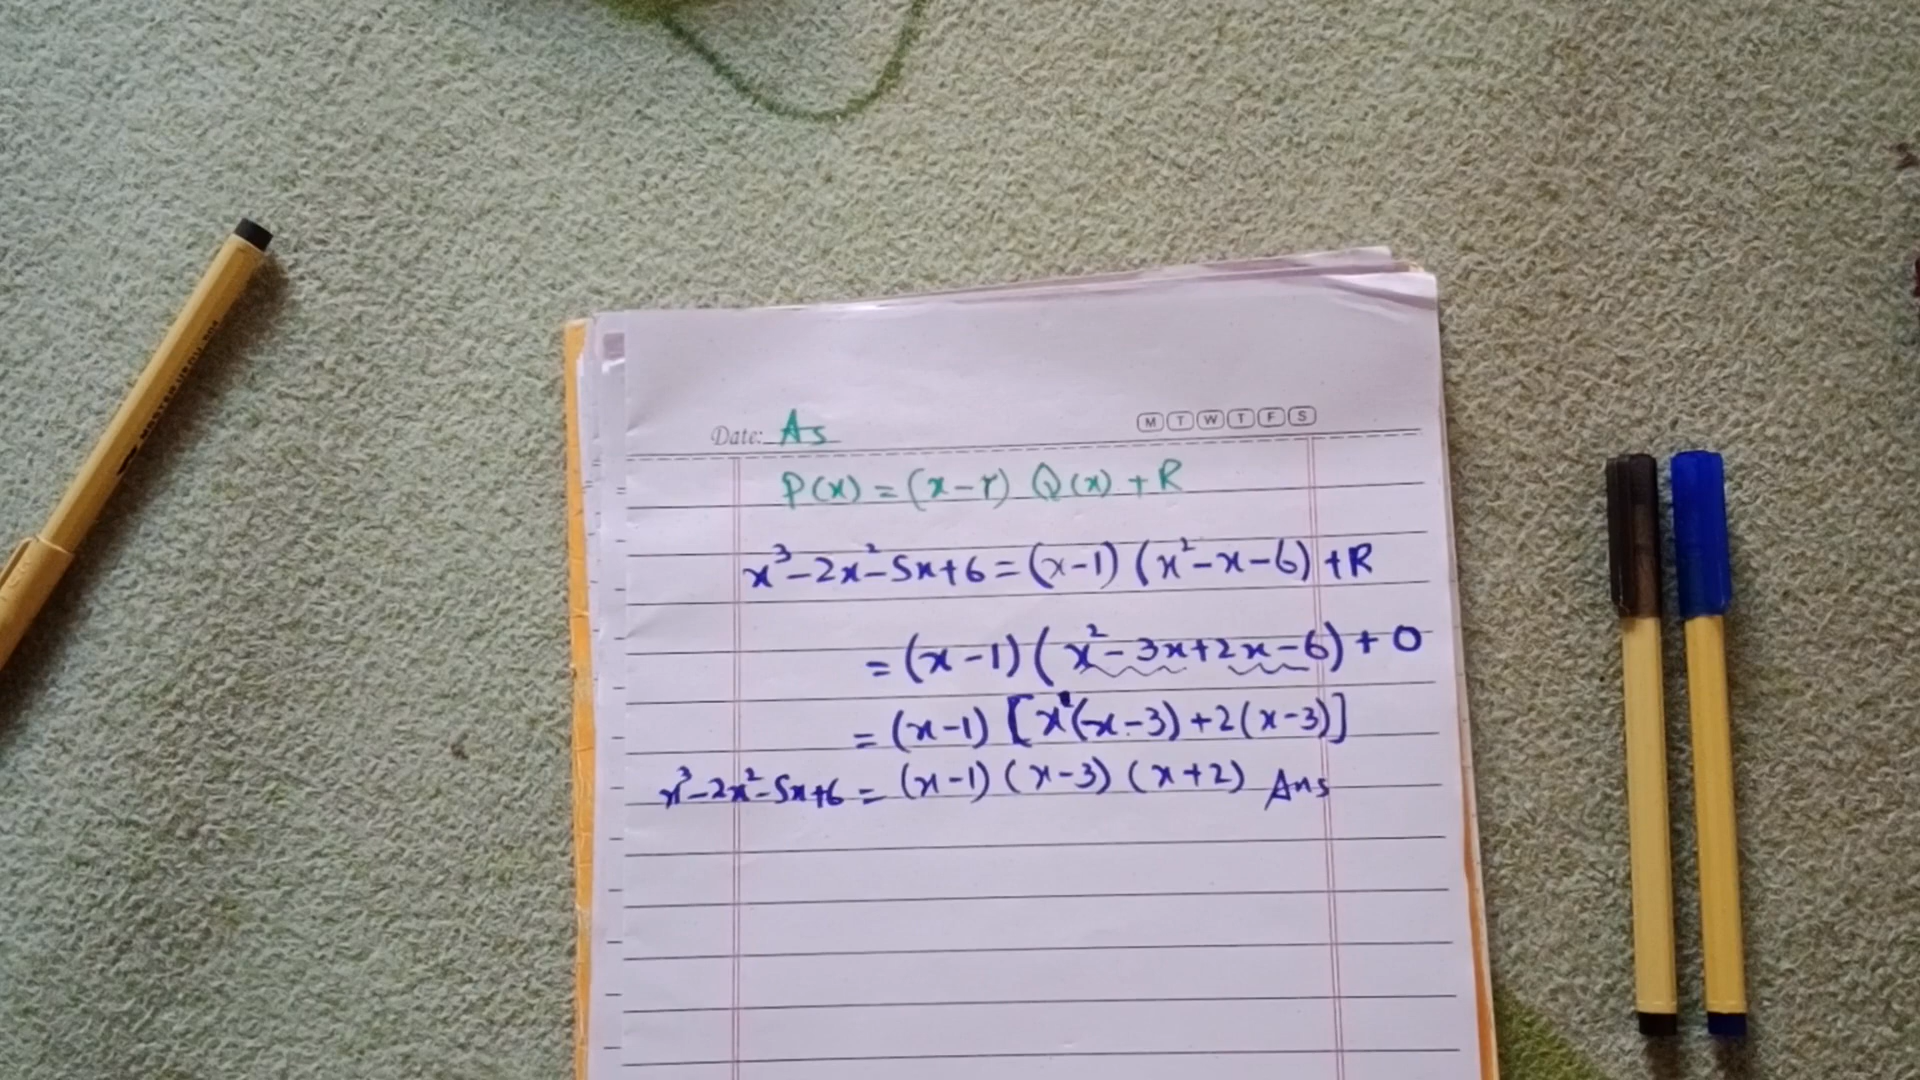 Date: As
M T W T F S
P(x) = (x-r) Q(x) + R
x³-2x²-5x+6 = (x-1) (x²-x-6) + R
= (x-1) (x²-3x+2x-6) + 0
= (x-1) [x(x-3)+2(x-3)]
x³-2x²-5x+6 = (x-1) (x-3) (x+2) Ans